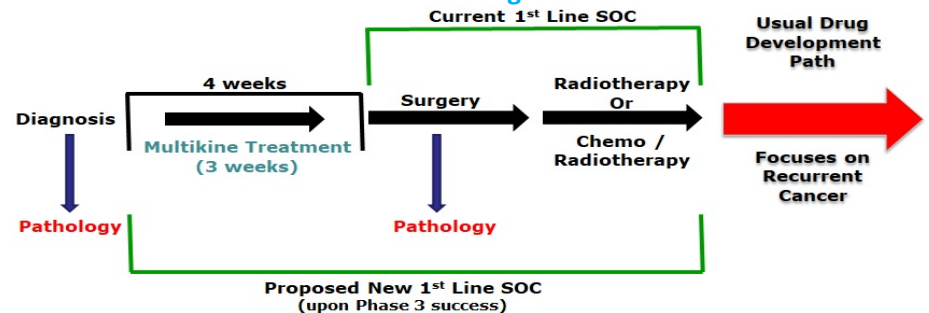 Current 1st Line SOC
Usual Drug
Development
Path
4 weeks
Diagnosis
Multikine Treatment
(3 weeks)
Surgery
Radiotherapy
Or
Chemo /
Radiotherapy
Focuses on
Recurrent
Cancer
Pathology
Pathology
Proposed New 1st Line SOC
(upon Phase 3 success)